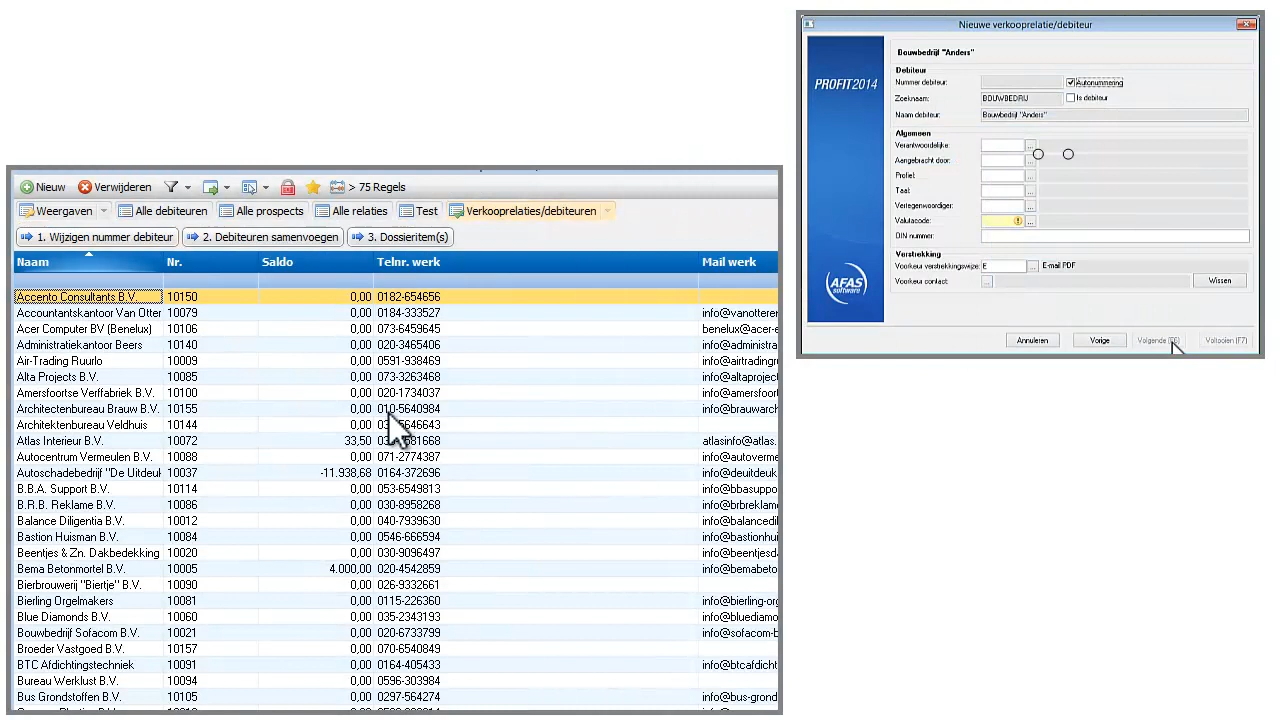 Nieuw Verwijderen > 75 Regels
Weergaven Alle debiteuren Alle prospects Alle relaties Test Verkooprelaties/debiteuren
1. Wijzigen nummer debiteur 2. Debiteuren samenvoegen 3. Dossieritem(s)
Naam Nr. Saldo Telnr. werk Mail werk
Accento Consultants B.V. 10150 0,00 0182-654656
Accountantskantoor Van Otter 10079 0,00 0184-333527 info@vanotteren
Acer Computer BV (Benelux) 10106 0,00 073-6459645 benelux@acer-e
Administratiekantoor Beers 10140 0,00 020-3465406 info@administra
Air-Trading Ruurlo 10009 0,00 0591-938469 info@airtradingru
Alta Projects B.V. 10085 0,00 073-3263468 info@altaproject
Amersfoortse Verffabriek B.V. 10100 0,00 020-1734037 info@amersfoort
Architectenbureau Brauw B.V. 10155 0,00 010-5640984 info@brauwarch
Architektenbureau Veldhuis 10144 0,00
Atlas Interieur B.V. 10072 33,50 atlasinfo@atlas.
Autocentrum Vermeulen B.V. 10088 0,00 071-2774387 info@autoverme
Autoschadebedrijf "De Uitdeuk 10037 -11.938,68 0164-372696 info@deuitdeuk
B.B.A. Support B.V. 10114 0,00 053-6549813 info@bbasuppo
B.R.B. Reklame B.V. 10086 0,00 030-8958268 info@brbreklame
Balance Diligentia B.V. 10012 0,00 040-7939630 info@balancedil
Bastion Huisman B.V. 10084 0,00 0546-666594 info@bastionhui
Beentjes & Zn. Dakbedekking 10020 0,00 030-9096497 info@beentjesda
Bema Betonmortel B.V. 10005 4.000,00 020-4542859 info@bemabeto
Bierbrouwerij "Biertje" B.V. 10090 0,00 026-9332661
Bierling Orgelmakers 10081 0,00 0115-226360 info@bierling-org
Blue Diamonds B.V. 10060 0,00 035-2343193 info@bluediamo
Bouwbedrijf Sofacom B.V. 10021 0,00 020-6733799 info@sofacom-b
Broeder Vastgoed B.V. 10157 0,00 070-6540849
BTC Afdichtingstechniek 10091 0,00 0164-405433 info@btcafdicht
Bureau Werklust B.V. 10094 0,00 0596-303984
Bus Grondstoffen B.V. 10105 0,00 0297-564274 info@bus-grond
Nieuwe verkooprelatie/debiteur
PROFIT 2014
AFAS
software
Bouwbedrijf "Anders"
Debiteur
Nummer debiteur: Autonummering
Zoeknaam: BOUWBEDRIJ Is debiteur
Naam debiteur: Bouwbedrijf "Anders"
Algemeen
Verantwoordelijke: ...
Aangebracht door: ...
Profiel: ...
Taal: ...
Vertegenwoordiger: ...
Valutacode: ...
OIN nummer:
Verstrekking
Voorkeur verstrekkingswijze: E ... E-mail PDF
Voorkeur contact: ... Wissen
Annuleren Vorige Volgende (F6) Voltooien (F7)